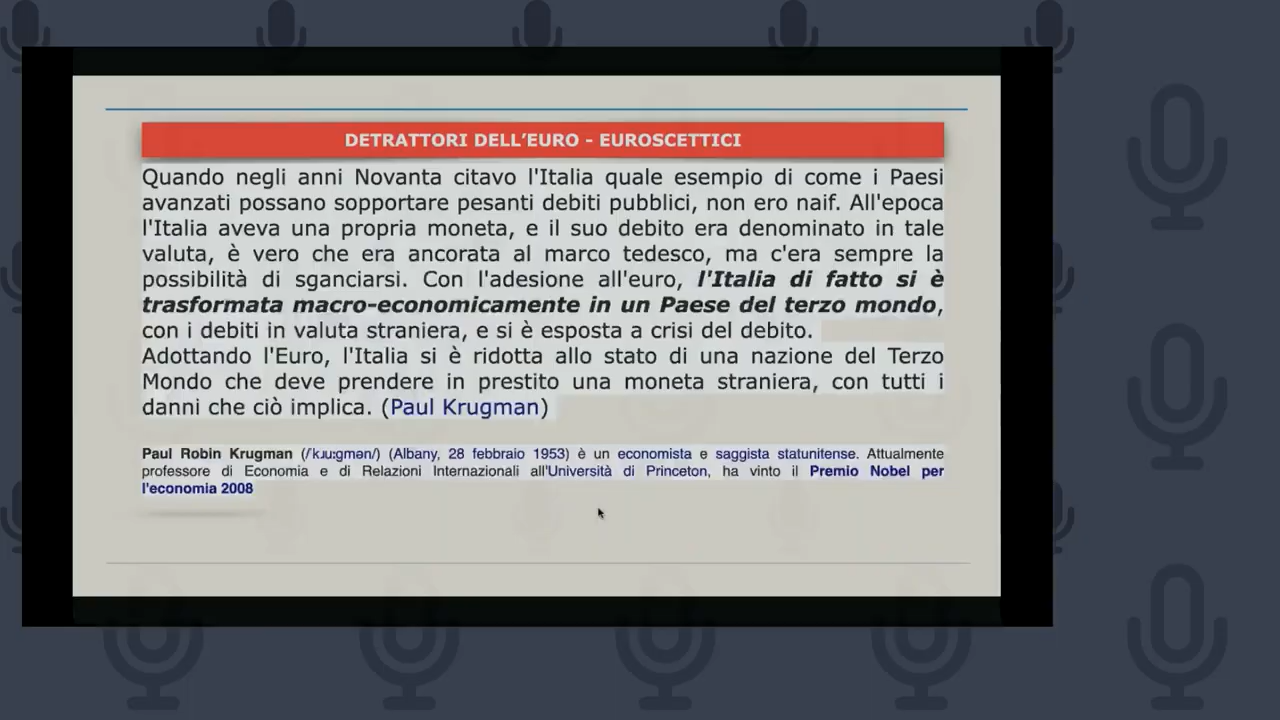 DETRATTORI DELL’EURO - EUROSCETTICI
Quando negli anni Novanta citavo l'Italia quale esempio di come i Paesi
avanzati possano sopportare pesanti debiti pubblici, non ero naif. All'epoca
l'Italia aveva una propria moneta, e il suo debito era denominato in tale
valuta, è vero che era ancorata al marco tedesco, ma c'era sempre la
possibilità di sganciarsi. Con l'adesione all'euro, l'Italia di fatto si è
trasformata macro-economicamente in un Paese del terzo mondo,
con i debiti in valuta straniera, e si è esposta a crisi del debito.
Adottando l'Euro, l'Italia si è ridotta allo stato di una nazione del Terzo
Mondo che deve prendere in prestito una moneta straniera, con tutti i
danni che ciò implica. (Paul Krugman)
Paul Robin Krugman (/ˈkɹuːgmən/) (Albany, 28 febbraio 1953) è un economista e saggista statunitense. Attualmente
professore di Economia e di Relazioni Internazionali all'Università di Princeton, ha vinto il Premio Nobel per
l'economia 2008